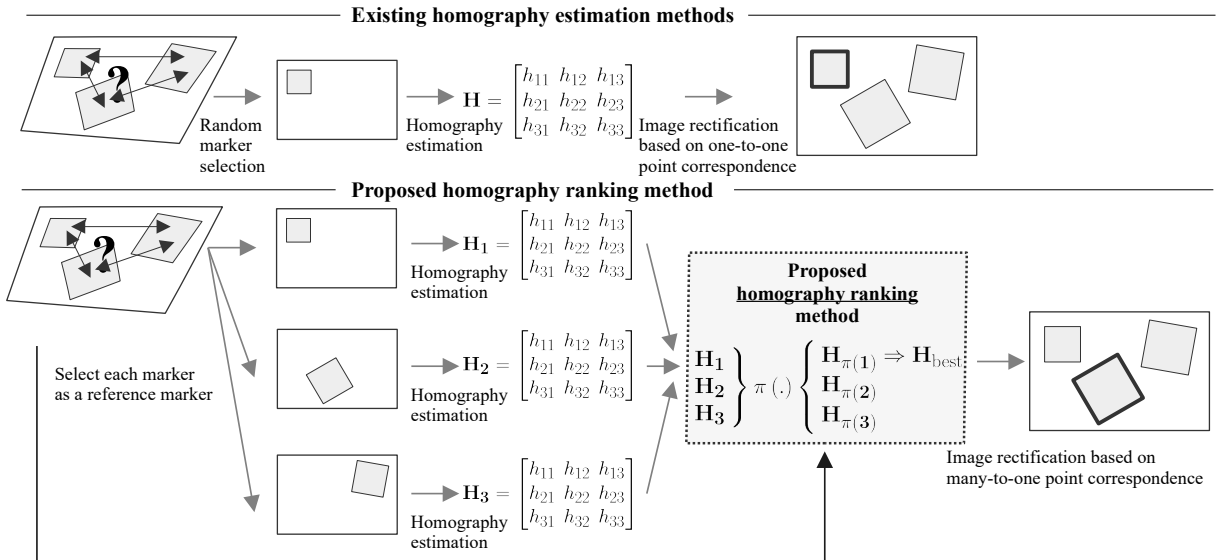 Existing homography estimation methods
?
Random
marker
selection
Homography
estimation
H = [h11 h12 h13
h21 h22 h23
h31 h32 h33]
Image rectification
based on one-to-one
point correspondence
Proposed homography ranking method
?
Select each marker
as a reference marker
Homography
estimation
H1 = [h11 h12 h13
h21 h22 h23
h31 h32 h33]
Homography
estimation
H2 = [h11 h12 h13
h21 h22 h23
h31 h32 h33]
Homography
estimation
H3 = [h11 h12 h13
h21 h22 h23
h31 h32 h33]
Proposed
homography ranking
method
H1
H2
H3
} π (.) {
Hπ(1) ⇒ Hbest
Hπ(2)
Hπ(3)
Image rectification based on
many-to-one point correspondence